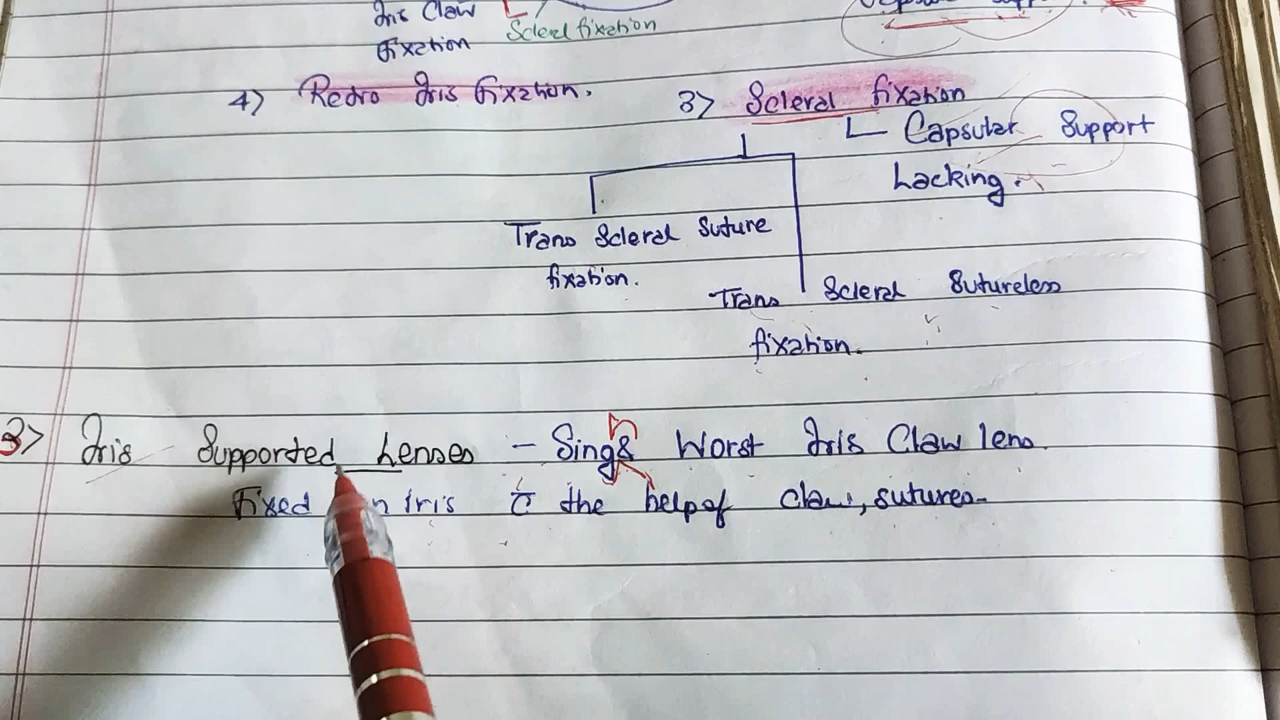 Iris Claw
fixation
Scleral fixation
4) Retro Iris fixation.
3) Scleral fixation
Capsular Support
Lacking.
Trans Scleral Suture
fixation.
Trans Scleral Sutureless
fixation.
3) Iris Supported Lenses - Sing & Worst Iris Claw lens
fixed iris c̄ the help of claw, sutures-